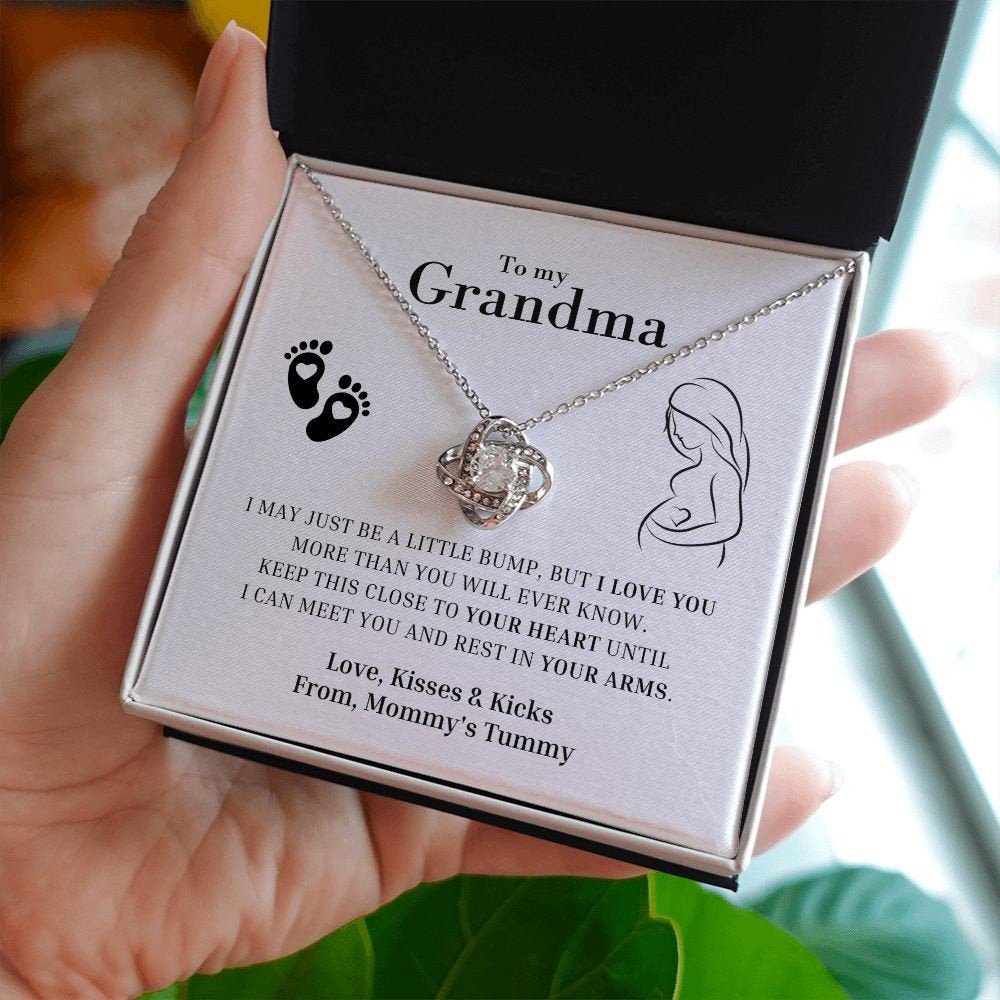 To my
Grandma
I MAY JUST BE A LITTLE BUMP, BUT I LOVE YOU
MORE THAN YOU WILL EVER KNOW.
KEEP THIS CLOSE TO YOUR HEART UNTIL
I CAN MEET YOU AND REST IN YOUR ARMS.
Love, Kisses & Kicks
From, Mommy's Tummy